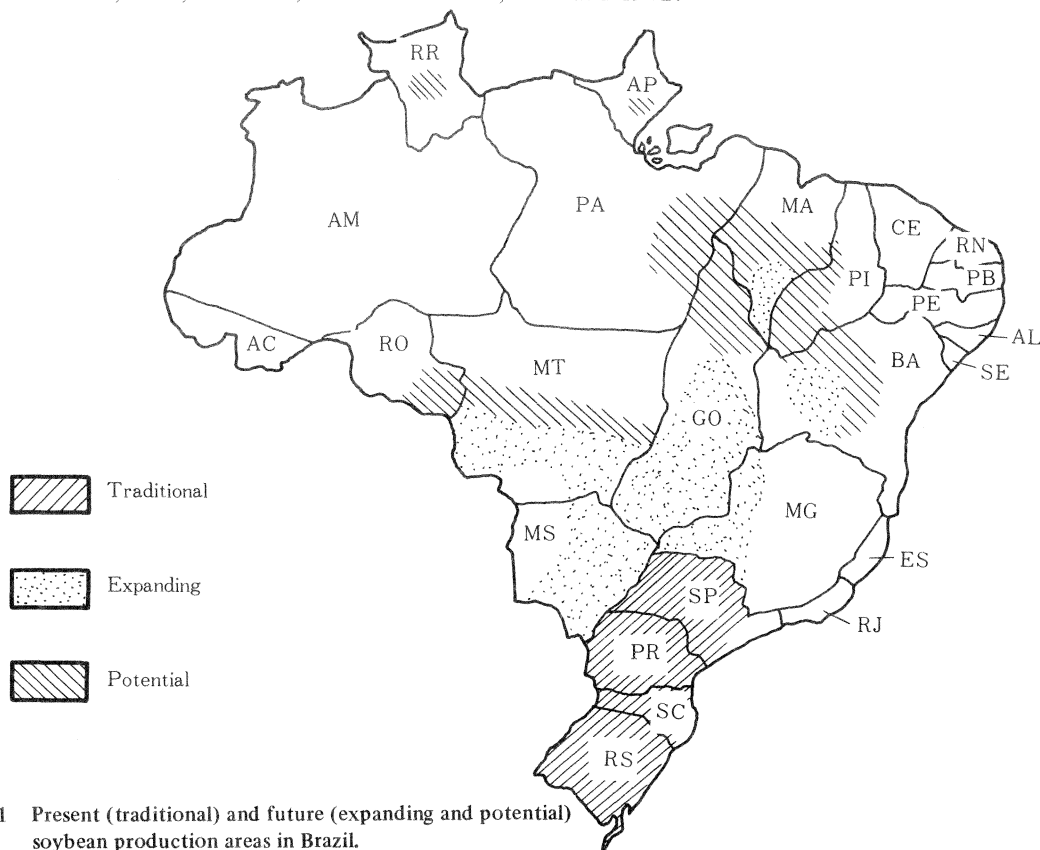 RR
AP
AM
PA
MA
CE
RN
PB
PI
PE
AL
SE
AC
RO
MT
BA
GO
Traditional
MG
MS
ES
Expanding
SP
RJ
PR
Potential
SC
RS
1 Present (traditional) and future (expanding and potential)
soybean production areas in Brazil.